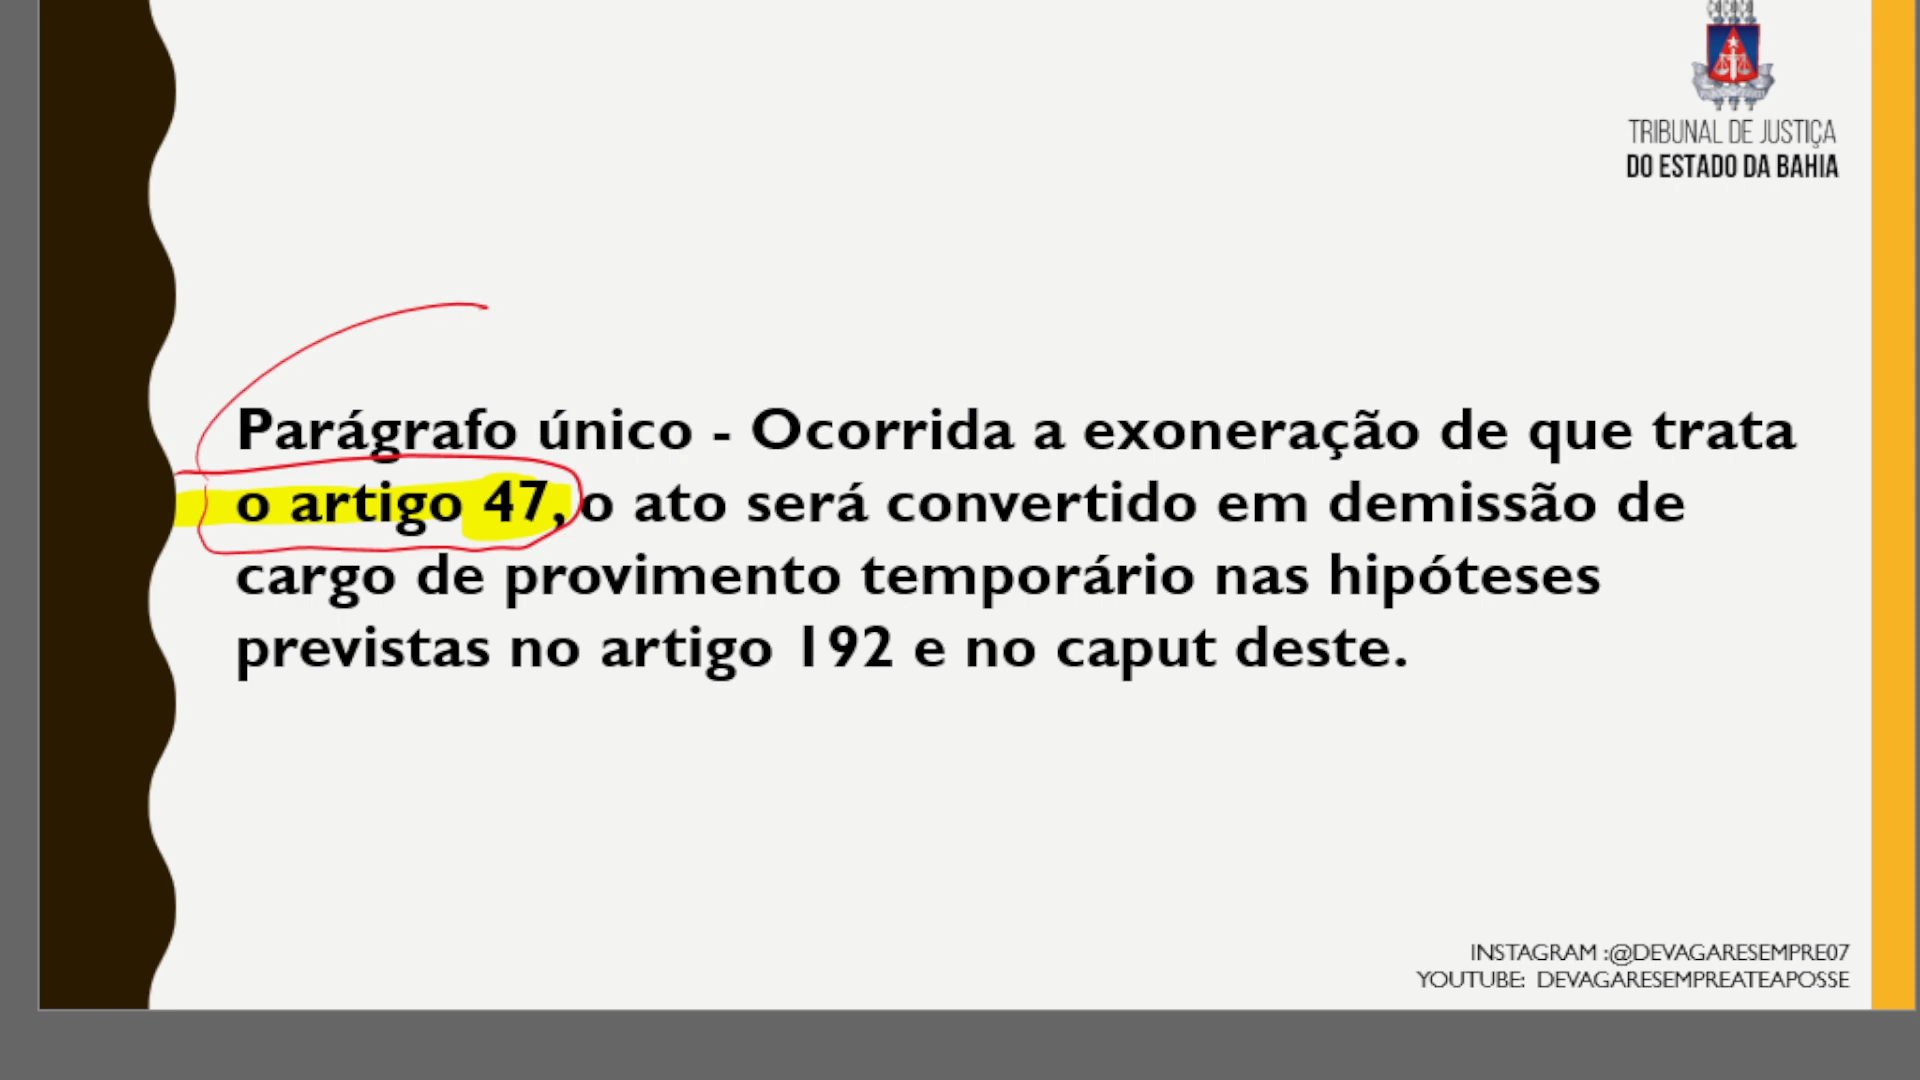 TRIBUNAL DE JUSTIÇA
DO ESTADO DA BAHIA
Parágrafo único - Ocorrida a exoneração de que trata
o artigo 47, o ato será convertido em demissão de
cargo de provimento temporário nas hipóteses
previstas no artigo 192 e no caput deste.
INSTAGRAM :@DEVAGARESEMPRE07
YOUTUBE: DEVAGARESEMPREATEAPOSSE